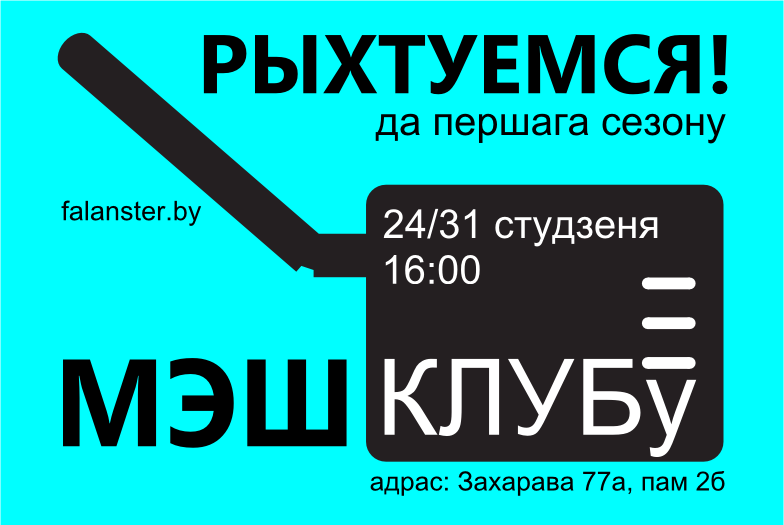 РЫХТУЕМСЯ!
да першага сезону
falanster.by
24/31 студзеня
16:00
МЭШ КЛУБу
адрас: Захарава 77а, пам 2б